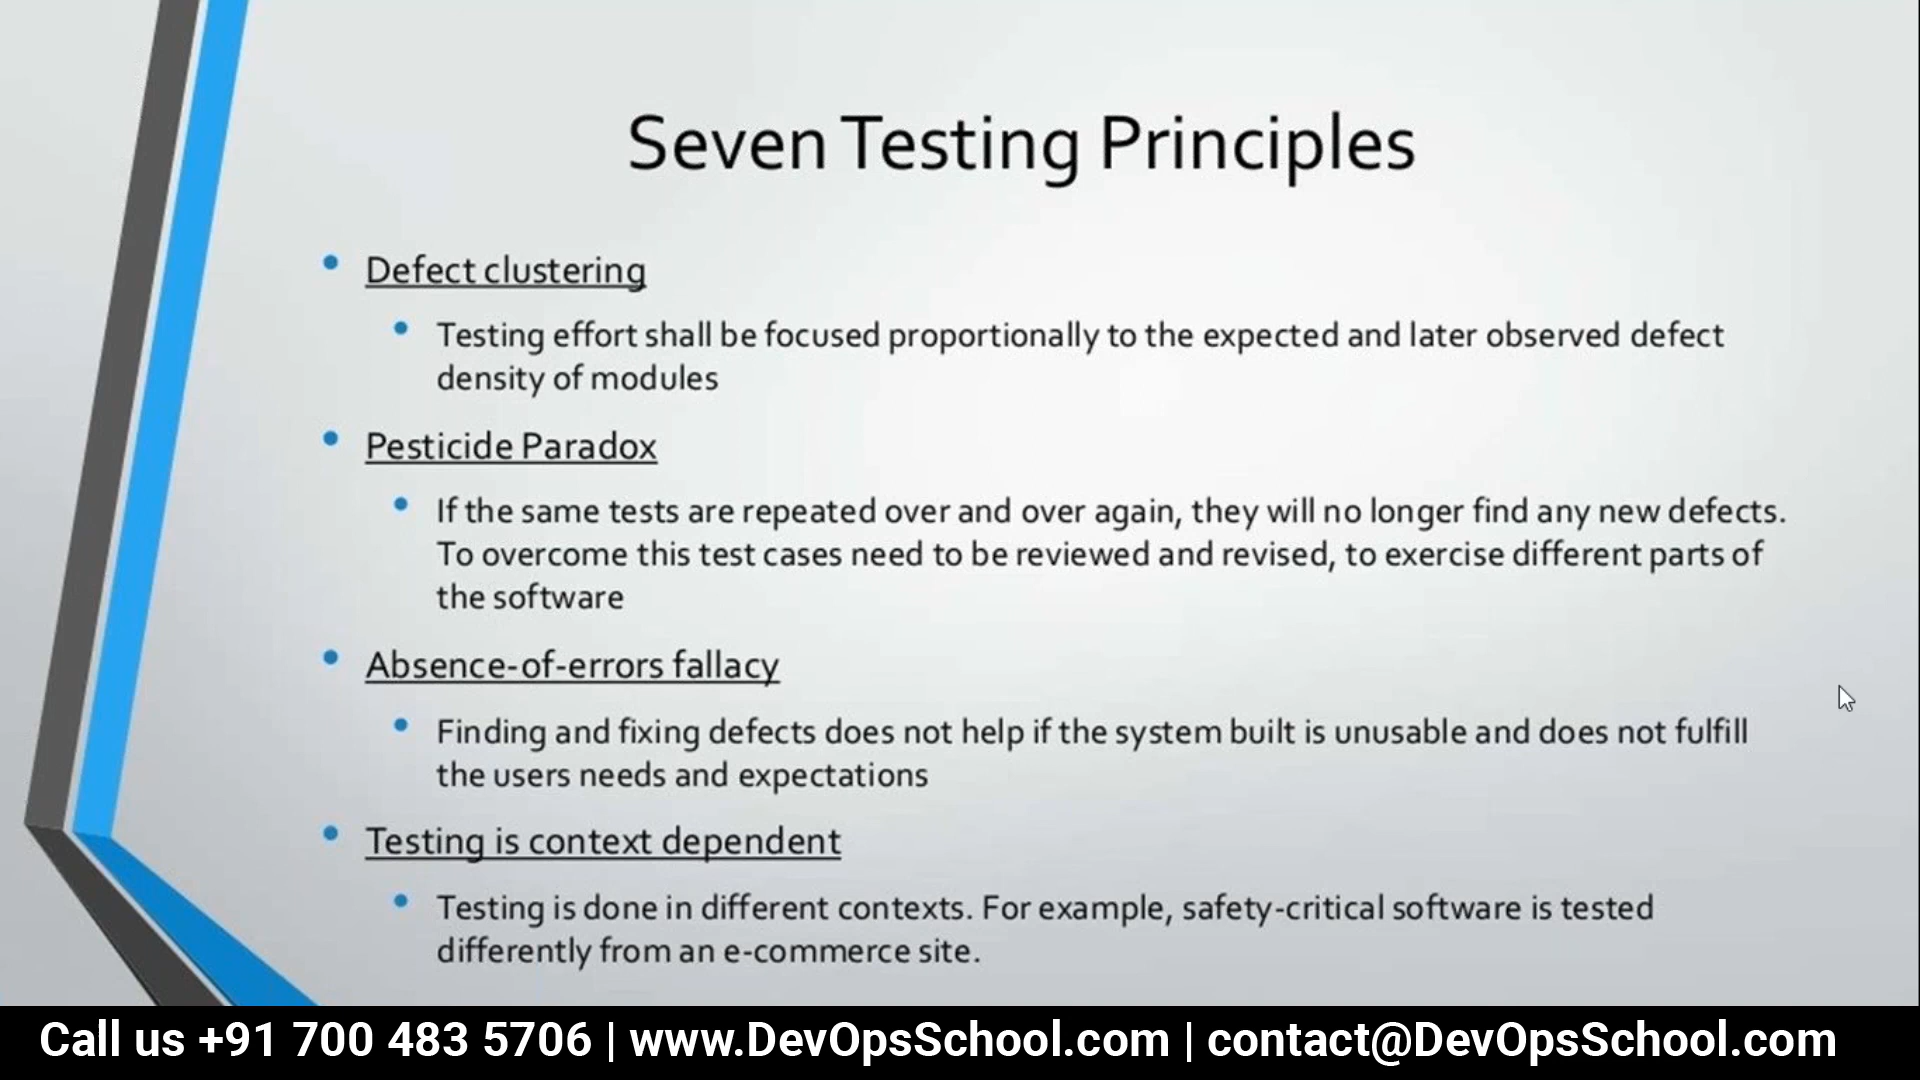 Seven Testing Principles
Defect clustering
Testing effort shall be focused proportionally to the expected and later observed defect
density of modules
Pesticide Paradox
If the same tests are repeated over and over again, they will no longer find any new defects.
To overcome this test cases need to be reviewed and revised, to exercise different parts of
the software
Absence-of-errors fallacy
Finding and fixing defects does not help if the system built is unusable and does not fulfill
the users needs and expectations
Testing is context dependent
Testing is done in different contexts. For example, safety-critical software is tested
differently from an e-commerce site.
Call us +91 700 483 5706 | www.DevOpsSchool.com | contact@DevOpsSchool.com